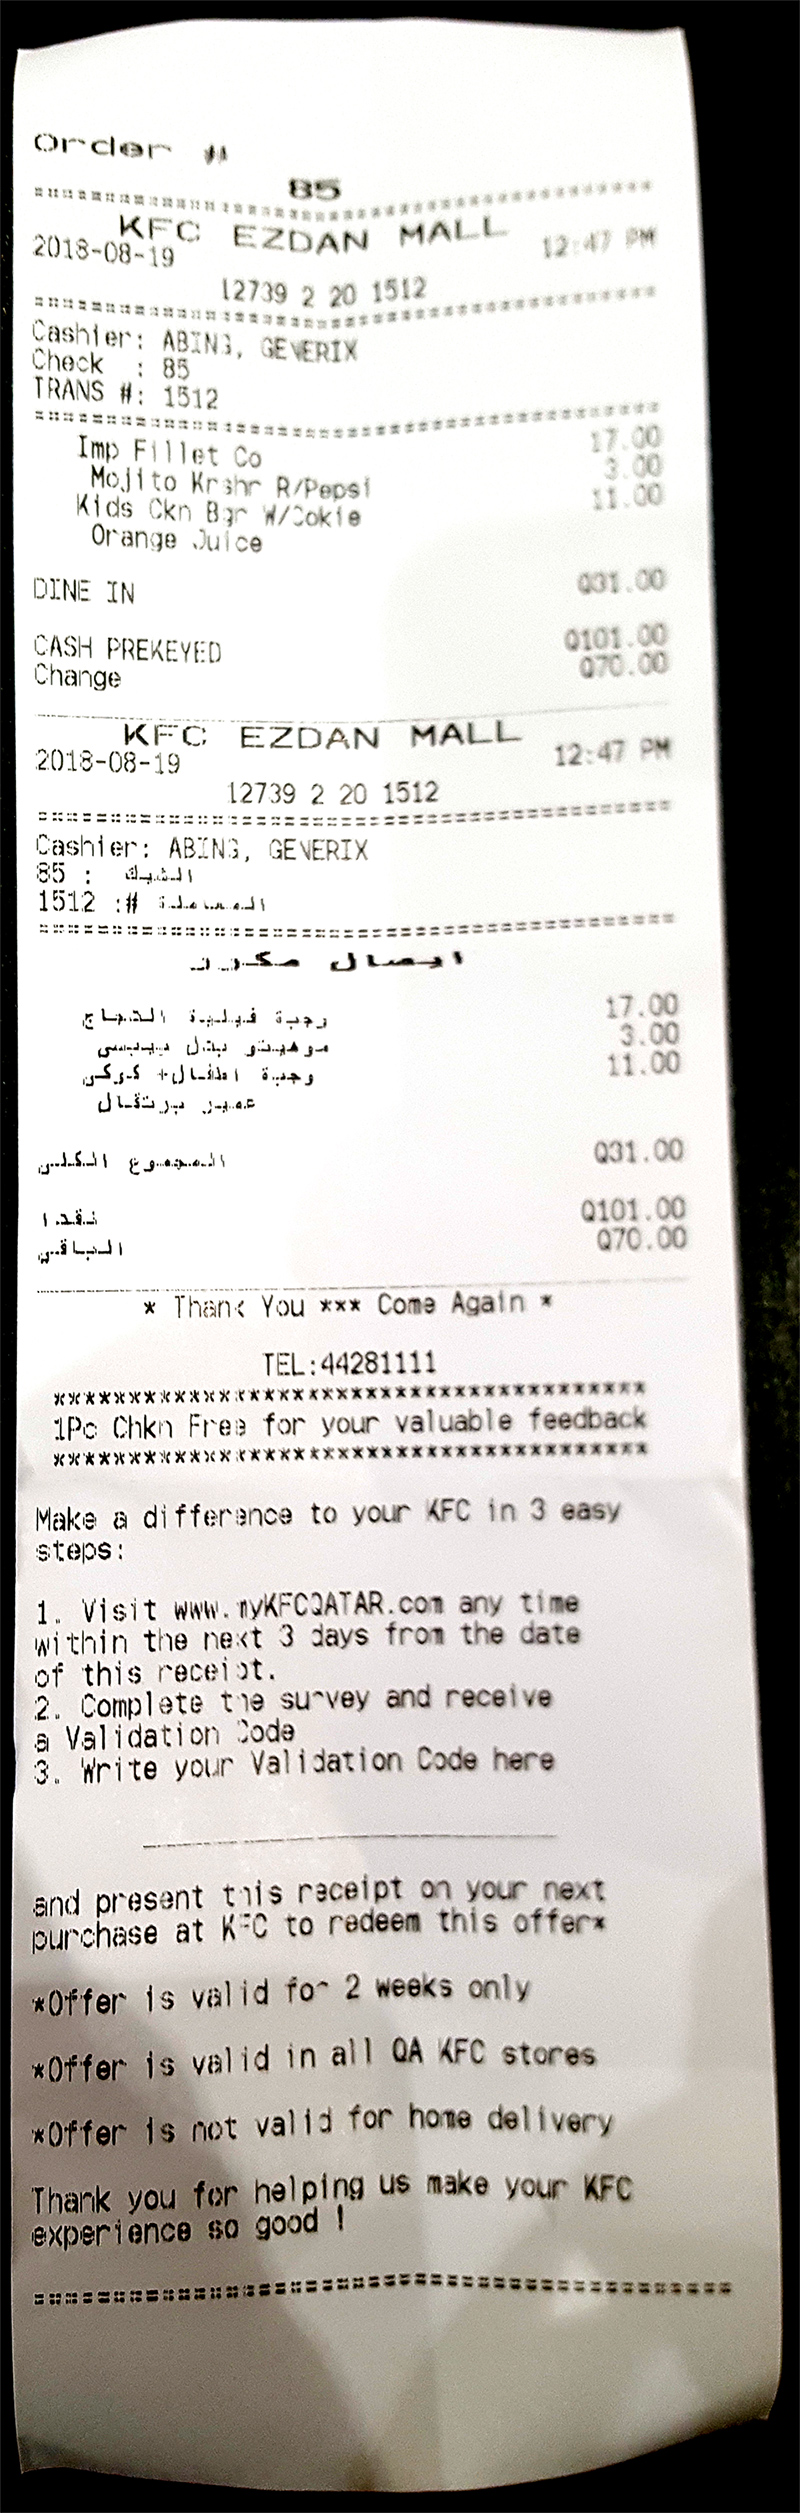 Order #
85
KFC EZDAN MALL
2018-08-19 12:47 PM
12739 2 20 1512
Cashier: ABING, GENERIX
Check : 85
TRANS #: 1512
Imp Fillet Co 17.00
Mojito Krshr R/Pepsi 3.00
Kids Ckn Bgr W/Cokie 11.00
Orange Juice
DINE IN Q31.00
CASH PREKEYED Q101.00
Change Q70.00
KFC EZDAN MALL
2018-08-19 12:47 PM
12739 2 20 1512
Cashier: ABING, GENERIX
85 : الشيك
1512 :# المعاملة
ايصال مكرر
وجبة فيلية الدجاج 17.00
موهيتو بدل بيبسي 3.00
وجبة اطفال+ كوكي 11.00
عصير برتقال
المجموع الكلي Q31.00
نقدا Q101.00
الباقي Q70.00
* Thank You *** Come Again *
TEL:44281111
***************************************
1Pc Chkn Free for your valuable feedback
***************************************
Make a difference to your KFC in 3 easy
steps:
1. Visit www.myKFCQATAR.com any time
within the next 3 days from the date
of this receipt.
2. Complete the survey and receive
a Validation Code
3. Write your Validation Code here
and present this receipt on your next
purchase at KFC to redeem this offer*
*Offer is valid for 2 weeks only
*Offer is valid in all QA KFC stores
*Offer is not valid for home delivery
Thank you for helping us make your KFC
experience so good !